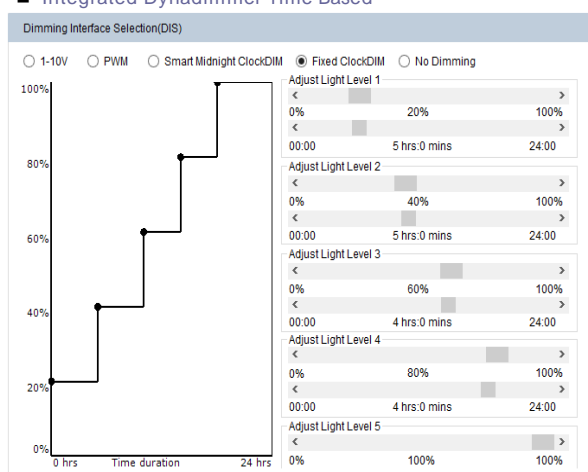 Integrated Dynadimmer Time Based
Dimming Interface Selection(DIS)
1-10V PWM Smart Midnight ClockDIM Fixed ClockDIM No Dimming
100%
80%
60%
40%
20%
0%
0 hrs Time duration 24 hrs
Adjust Light Level 1
0% 20% 100%
00:00 5 hrs:0 mins 24:00
Adjust Light Level 2
0% 40% 100%
00:00 5 hrs:0 mins 24:00
Adjust Light Level 3
0% 60% 100%
00:00 4 hrs:0 mins 24:00
Adjust Light Level 4
0% 80% 100%
00:00 4 hrs:0 mins 24:00
Adjust Light Level 5
0% 100% 100%